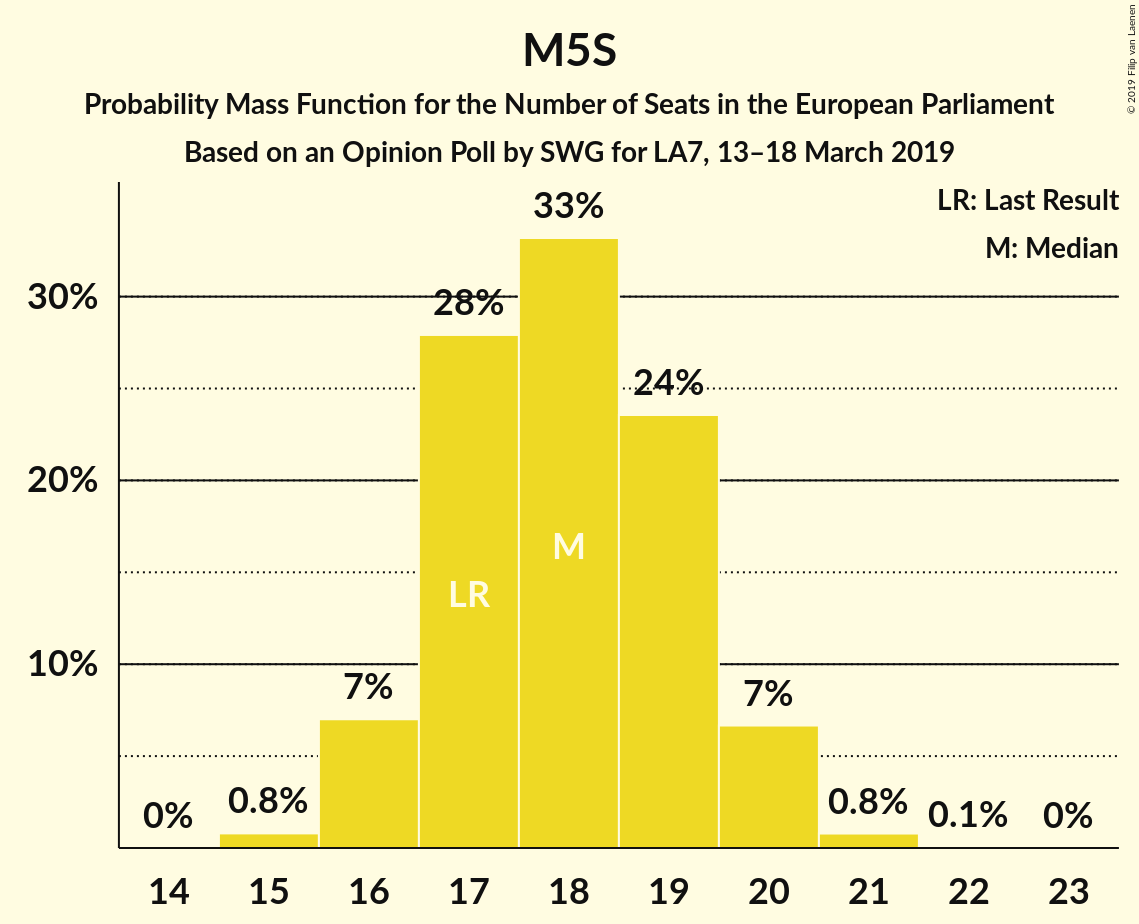 M5S
Probability Mass Function for the Number of Seats in the European Parliament
Based on an Opinion Poll by SWG for LA7, 13–18 March 2019
© 2019 Filip van Laenen
LR: Last Result
M: Median
33%
30%
28%
24%
20%
M
LR
10%
7%
7%
0%
0.8%
0.8%
0.1%
0%
14 15 16 17 18 19 20 21 22 23